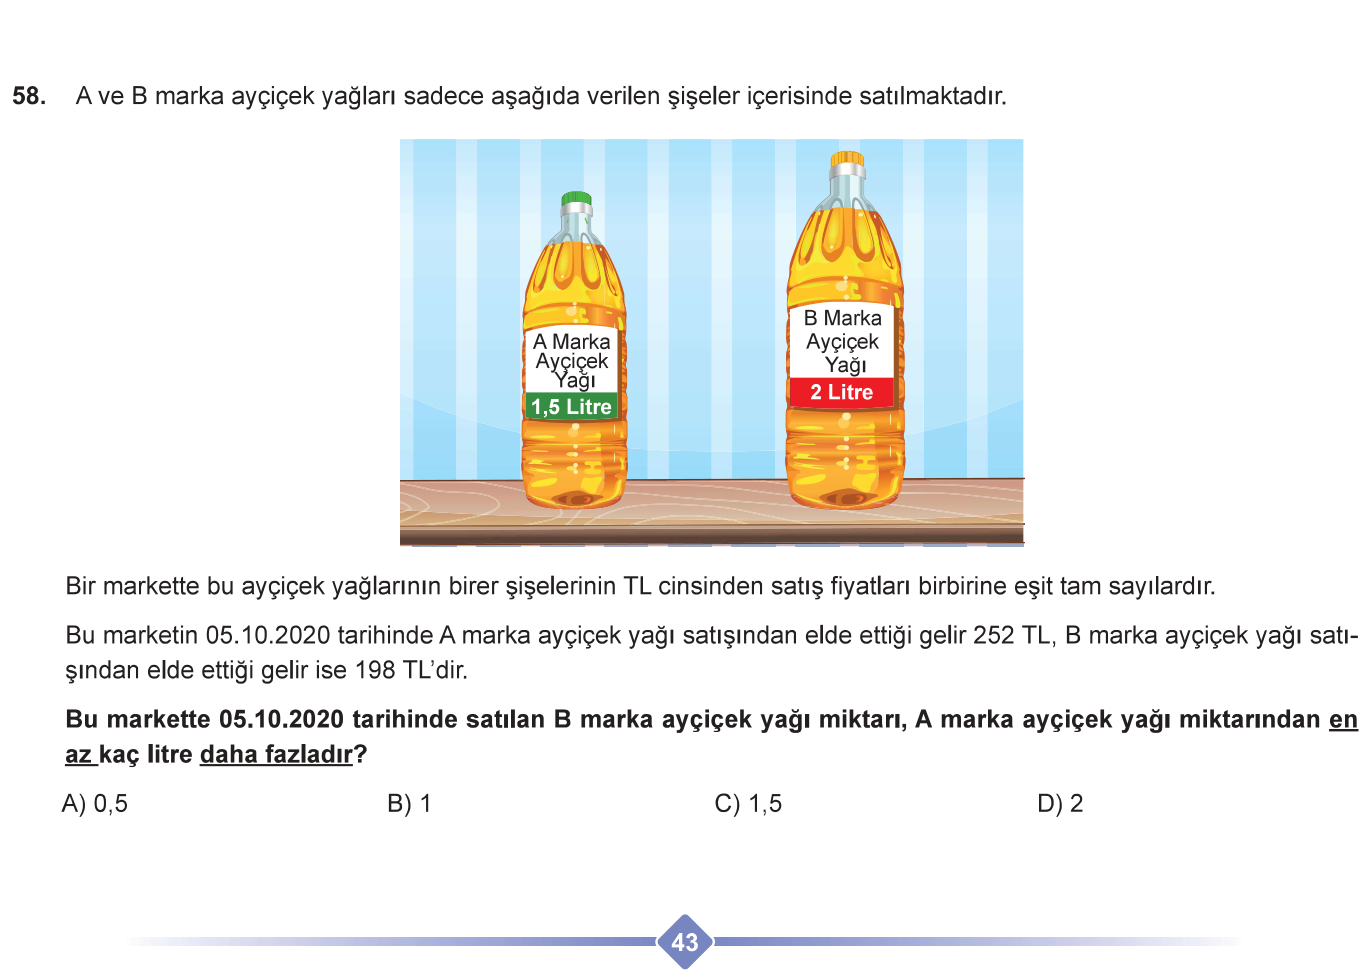 58. A ve B marka ayçiçek yağları sadece aşağıda verilen şişeler içerisinde satılmaktadır.
A Marka
Ayçiçek
Yağı
1,5 Litre
B Marka
Ayçiçek
Yağı
2 Litre
Bir markette bu ayçiçek yağlarının birer şişelerinin TL cinsinden satış fiyatları birbirine eşit tam sayılardır.
Bu marketin 05.10.2020 tarihinde A marka ayçiçek yağı satışından elde ettiği gelir 252 TL, B marka ayçiçek yağı satı-
şından elde ettiği gelir ise 198 TL’dir.
Bu markette 05.10.2020 tarihinde satılan B marka ayçiçek yağı miktarı, A marka ayçiçek yağı miktarından en
az kaç litre daha fazladır?
A) 0,5 B) 1 C) 1,5 D) 2
43